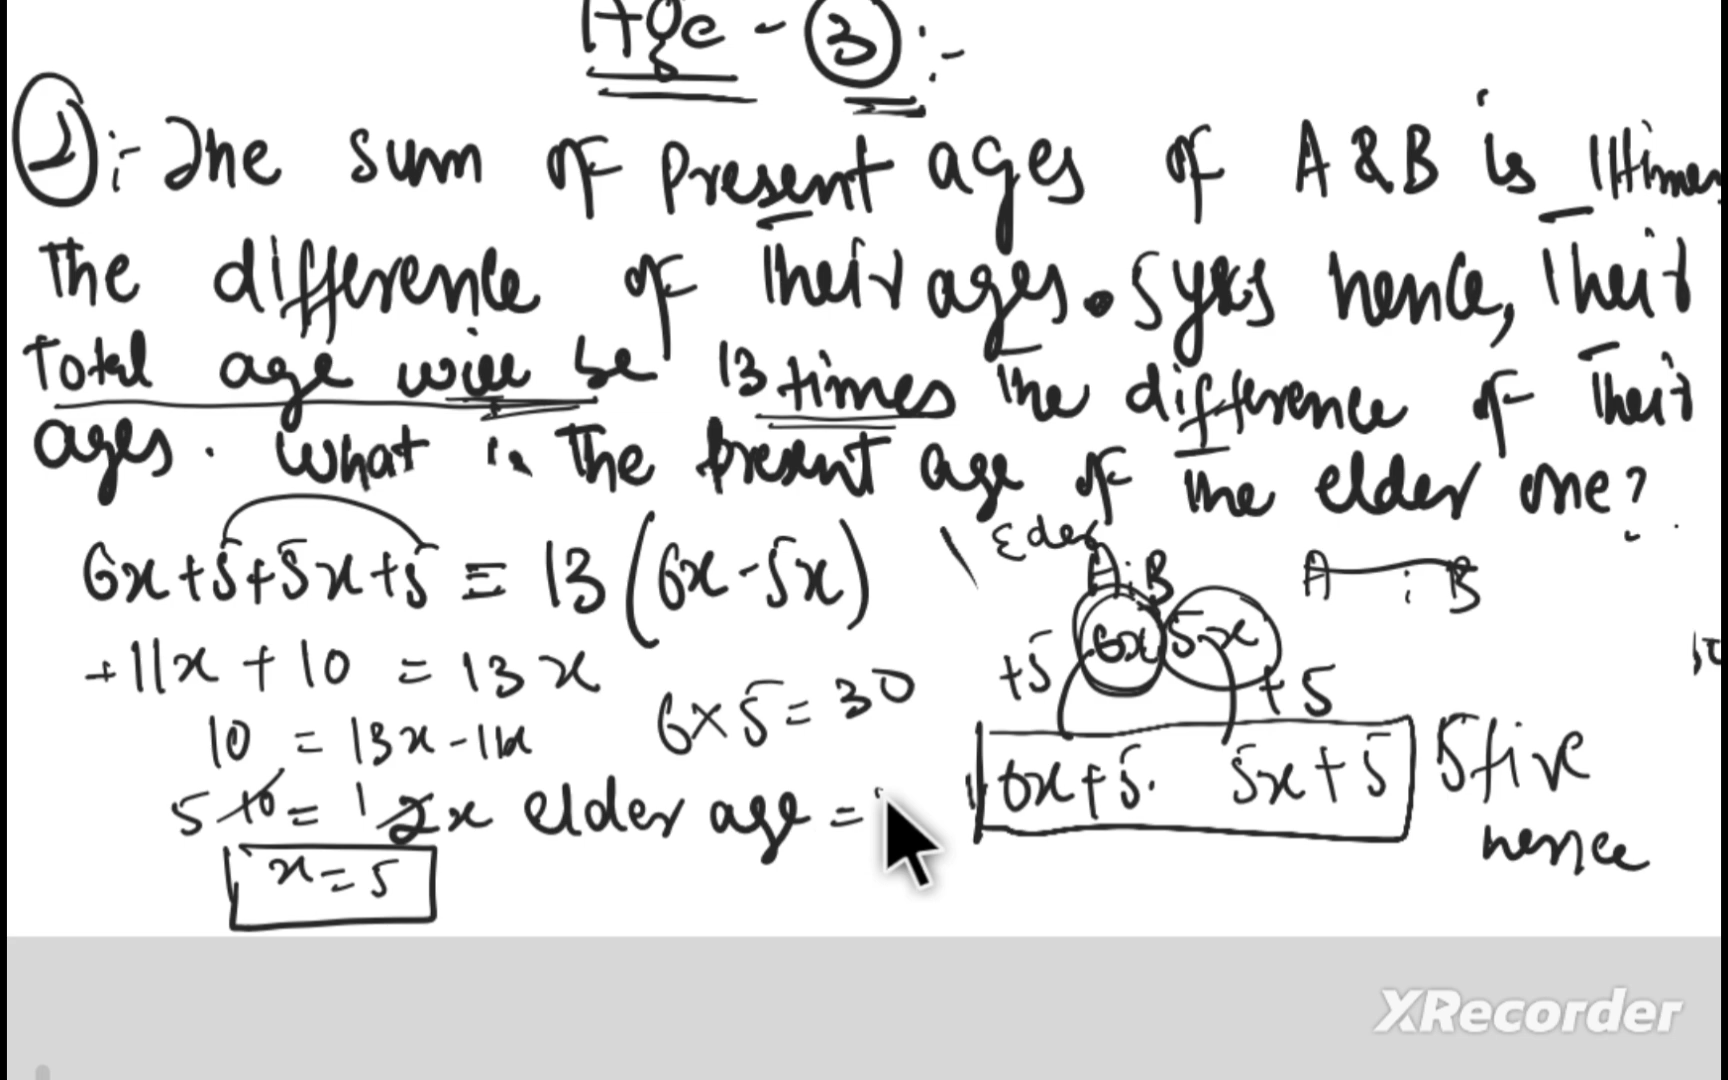 Age - ③ :-
② :- The sum of present ages of A & B is 11 times
the difference of their ages. 5 yrs hence, their
total age will be 13 times the difference of their
ages. What is the present age of the elder one?
6x + 5 + 5x + 5 = 13 (6x - 5x)
+ 11x + 10 = 13x
10 = 13x - 11x
5 10 = 1 2x
x = 5
6 × 5 = 30
elder age =
Eder
A : B
6x 5x
+5 +5
6x + 5. 5x + 5
5 five
hence
A : B
XRecorder